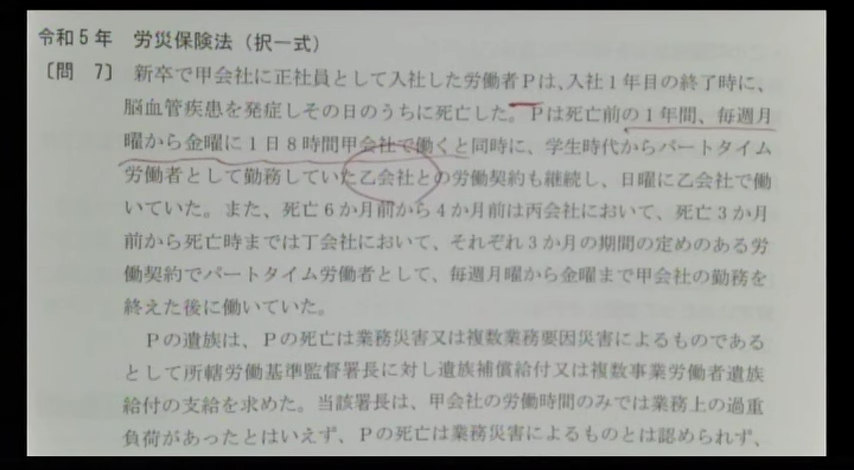 令和5年 労災保険法(択一式)
〔問 7〕 新卒で甲会社に正社員として入社した労働者Pは、入社1年目の終了時に、
脳血管疾患を発症しその日のうちに死亡した。Pは死亡前の1年間、毎週月
曜から金曜に1日8時間甲会社で働くと同時に、学生時代からパートタイム
労働者として勤務していた乙会社との労働契約も継続し、日曜に乙会社で働
いていた。また、死亡6か月前から4か月前は丙会社において、死亡3か月
前から死亡時までは丁会社において、それぞれ3か月の期間の定めのある労
働契約でパートタイム労働者として、毎週月曜から金曜まで甲会社の勤務を
終えた後に働いていた。
Pの遺族は、Pの死亡は業務災害又は複数業務要因災害によるものである
として所轄労働基準監督署長に対し遺族補償給付又は複数事業労働者遺族
給付の支給を求めた。当該署長は、甲会社の労働時間のみでは業務上の過重
負荷があったとはいえず、Pの死亡は業務災害によるものとは認められず、